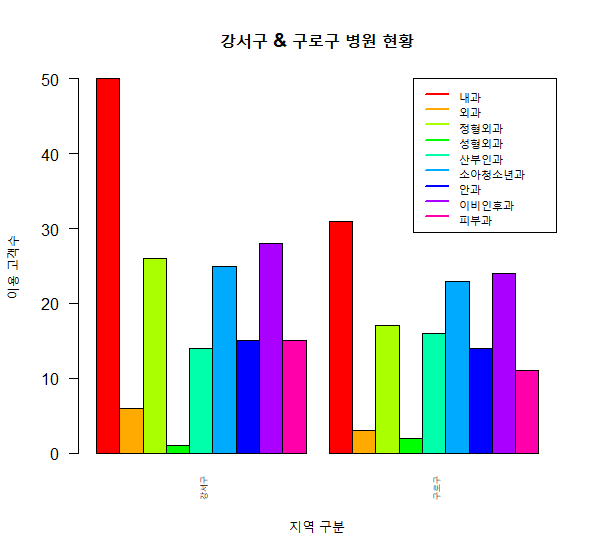 강서구 & 구로구 병원 현황
50
40
30
20
10
0
이용 고객수
내과
외과
정형외과
성형외과
산부인과
소아청소년과
안과
이비인후과
피부과
강서구
구로구
지역 구분